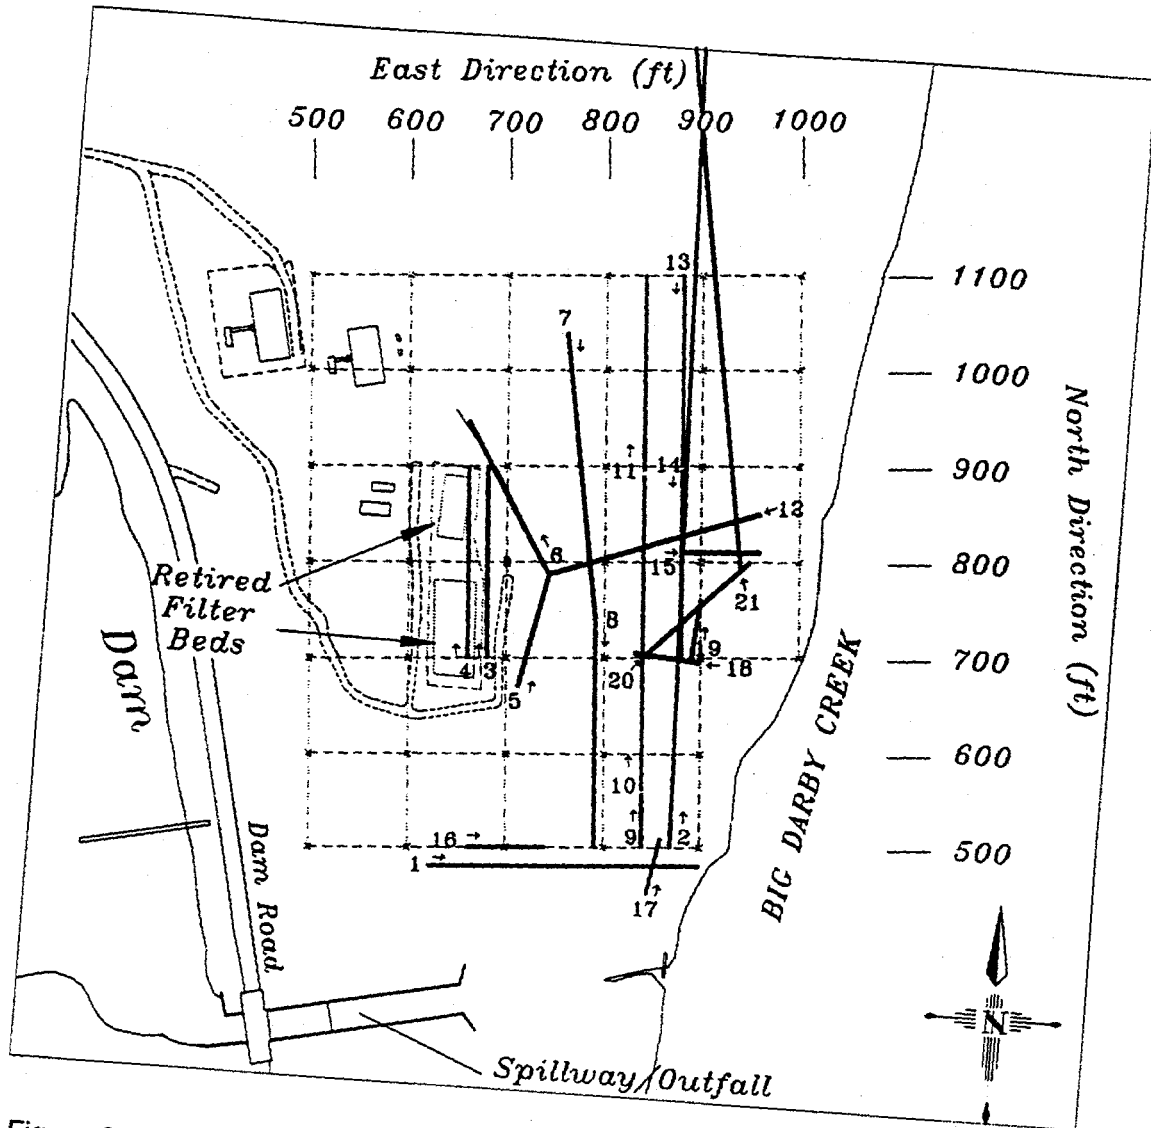 East Direction (ft)
500 600 700 800 900 1000
13
1100
7
1000
North Direction (ft)
11
14
900
12
6
15
800
Retired
Filter
Beds
21
8
Dam
4
3
9
18
700
5
20
BIG DARBY CREEK
600
10
Dam Road
16
9
2
500
1
17
N
Spillway/Outfall